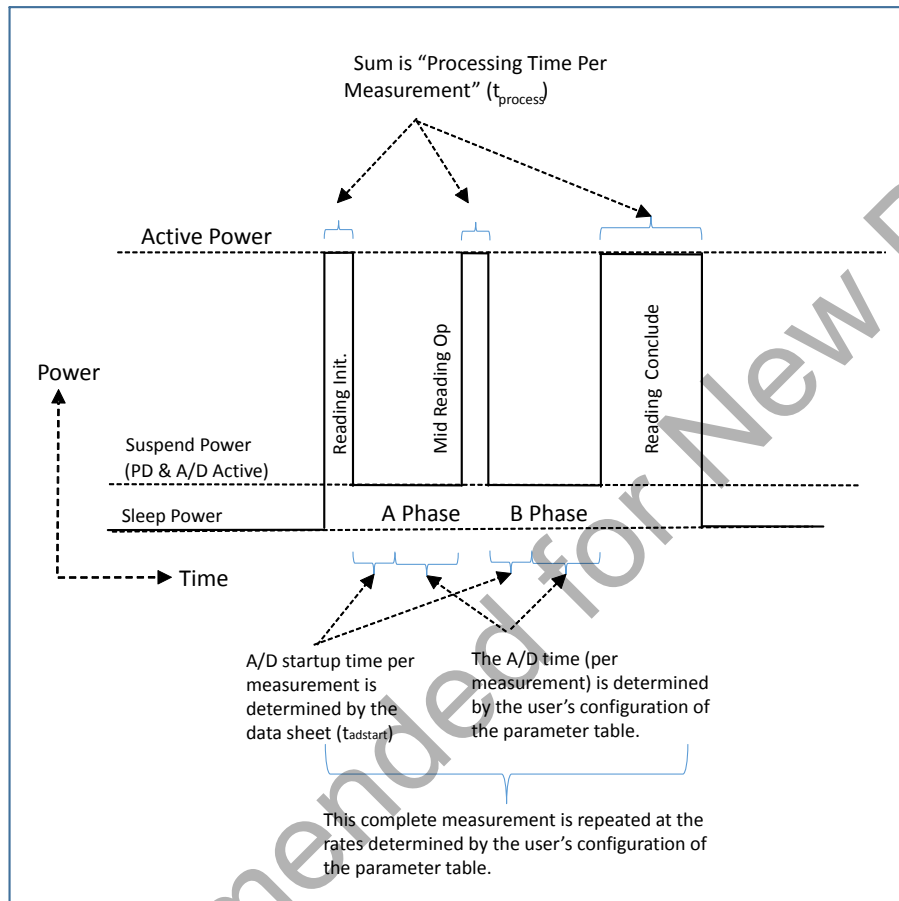 Sum is “Processing Time Per
Measurement” (tprocess)
Active Power
Reading Init.
Mid Reading Op
Reading Conclude
Power
Suspend Power
(PD & A/D Active)
A Phase
B Phase
Sleep Power
Time
A/D startup time per
measurement is
determined by the
data sheet (tadstart)
The A/D time (per
measurement) is determined
by the user’s configuration of
the parameter table.
This complete measurement is repeated at the
rates determined by the user’s configuration of
the parameter table.
mended for New